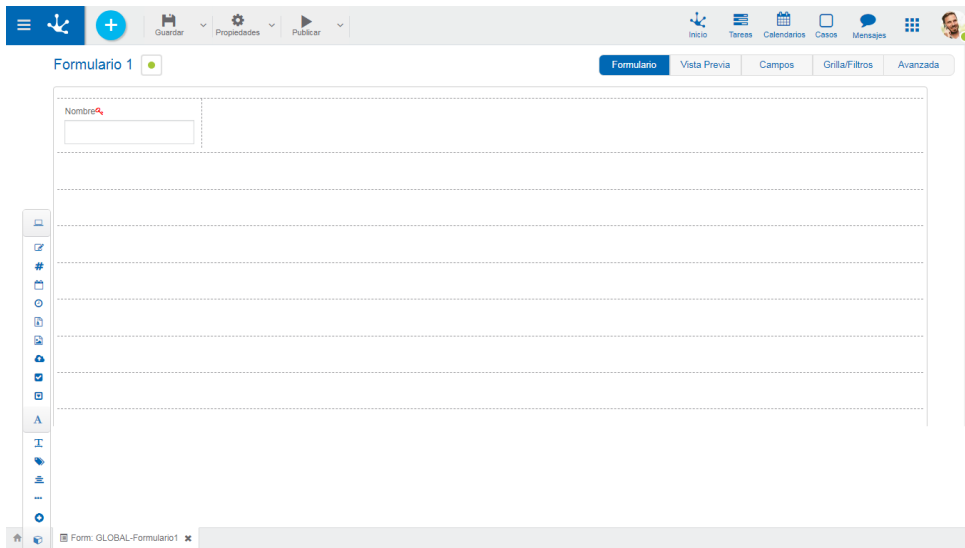 Guardar
Propiedades
Publicar
Inicio
Tareas
Calendarios
Casos
Mensajes
Formulario 1
Formulario
Vista Previa
Campos
Grilla/Filtros
Avanzada
Nombre
Form: GLOBAL-Formulario1